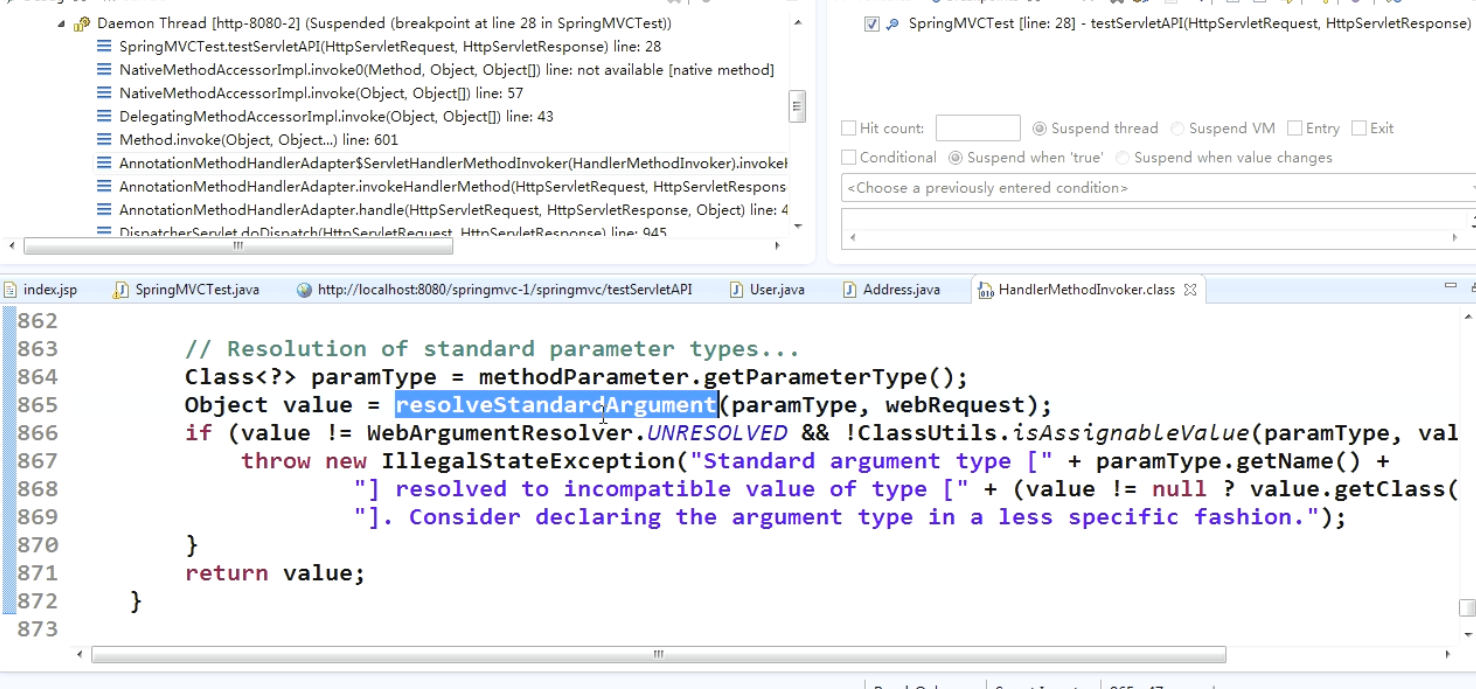 Daemon Thread [http-8080-2] (Suspended (breakpoint at line 28 in SpringMVCTest))
SpringMVCTest.testServletAPI(HttpServletRequest, HttpServletResponse) line: 28
NativeMethodAccessorImpl.invoke0(Method, Object, Object[]) line: not available [native method]
NativeMethodAccessorImpl.invoke(Object, Object[]) line: 57
DelegatingMethodAccessorImpl.invoke(Object, Object[]) line: 43
Method.invoke(Object, Object...) line: 601
AnnotationMethodHandlerAdapter$ServletHandlerMethodInvoker(HandlerMethodInvoker).invokeH
AnnotationMethodHandlerAdapter.invokeHandlerMethod(HttpServletRequest, HttpServletRespons
AnnotationMethodHandlerAdapter.handle(HttpServletRequest, HttpServletResponse, Object) line: 4
DispatcherServlet.doDispatch(HttpServletRequest, HttpServletResponse) line: 945
SpringMVCTest [line: 28] - testServletAPI(HttpServletRequest, HttpServletResponse)
Hit count: Suspend thread Suspend VM Entry Exit
Conditional Suspend when 'true' Suspend when value changes
<Choose a previously entered condition>
index.jsp SpringMVCTest.java http://localhost:8080/springmvc-1/springmvc/testServletAPI User.java Address.java HandlerMethodInvoker.class
862
863 // Resolution of standard parameter types...
864 Class<?> paramType = methodParameter.getParameterType();
865 Object value = resolveStandardArgument(paramType, webRequest);
866 if (value != WebArgumentResolver.UNRESOLVED && !ClassUtils.isAssignableValue(paramType, val
867 throw new IllegalStateException("Standard argument type [" + paramType.getName() +
868 "] resolved to incompatible value of type [" + (value != null ? value.getClass(
869 "]. Consider declaring the argument type in a less specific fashion.");
870 }
871 return value;
872 }
873